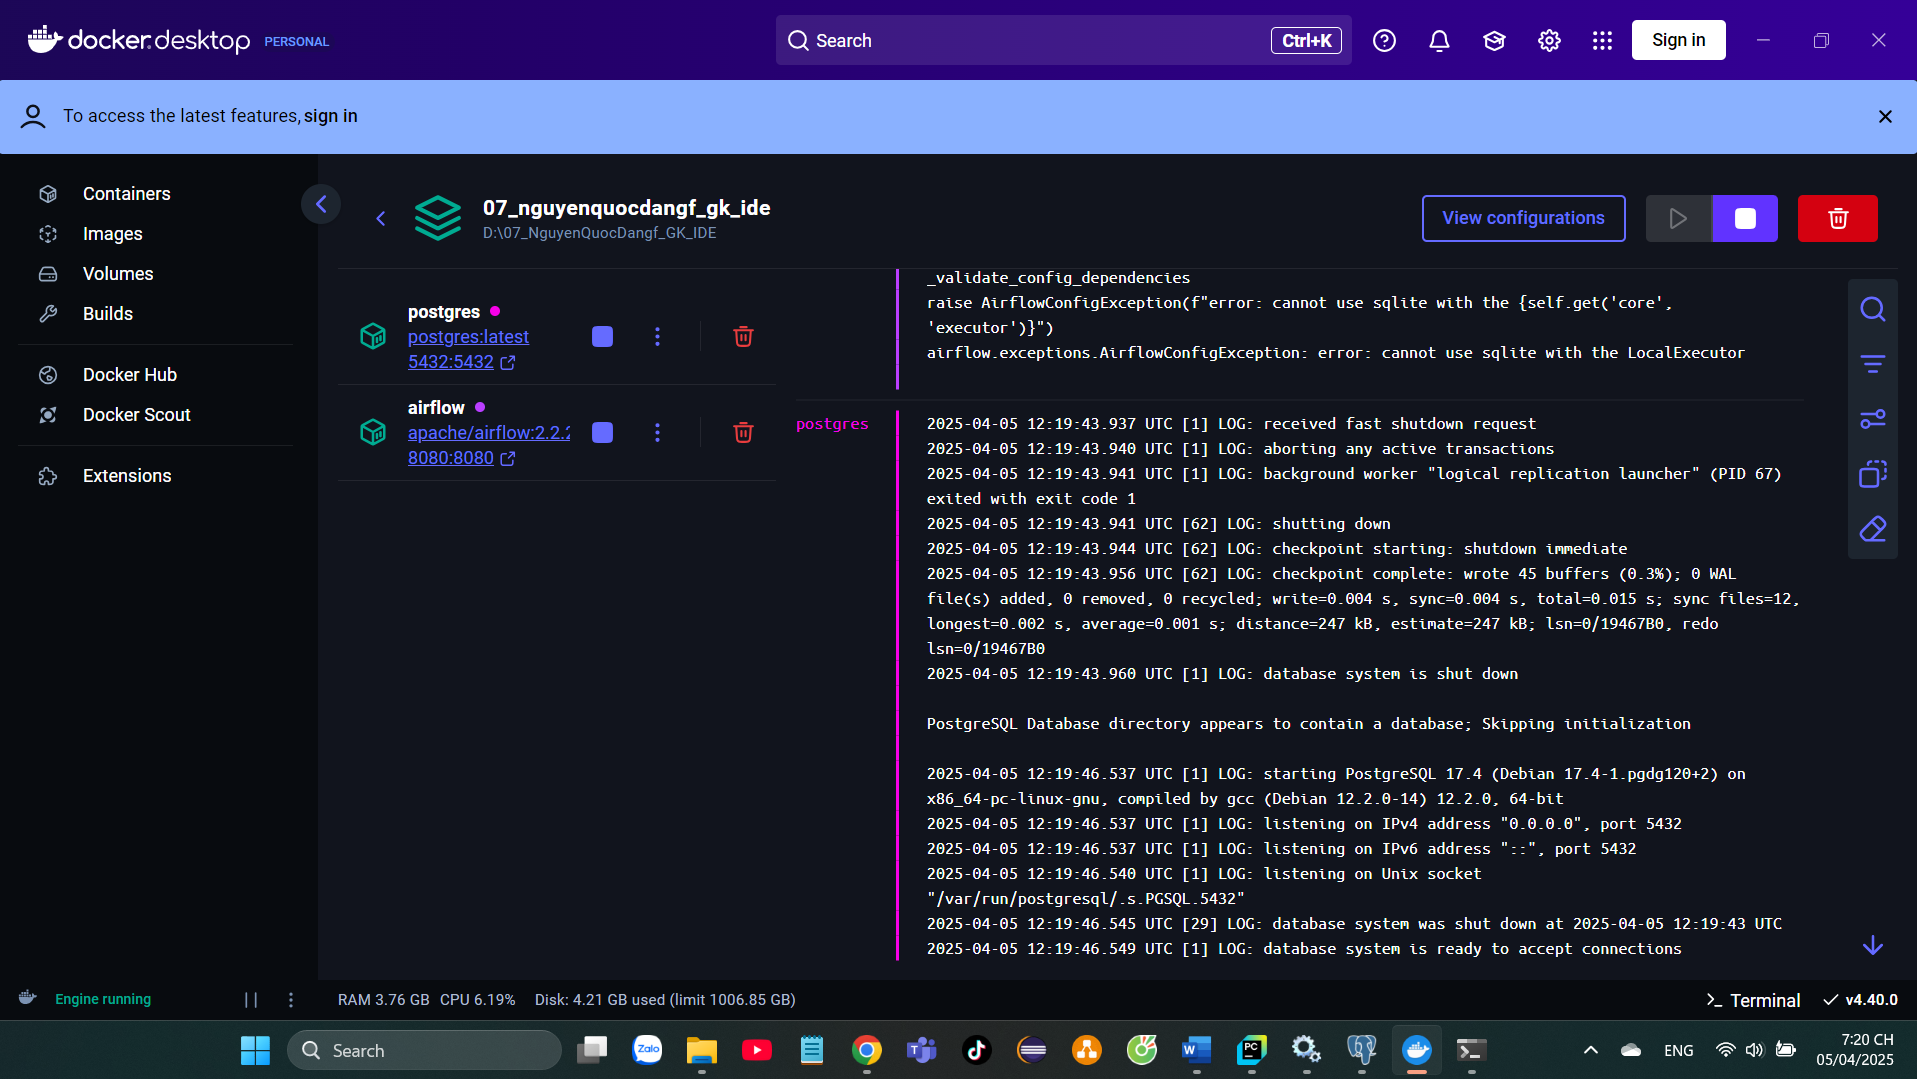 docker.desktop PERSONAL
Search
Ctrl+K
Sign in
To access the latest features, sign in
Containers
Images
Volumes
Builds
Docker Hub
Docker Scout
Extensions
07_nguyenquocdangf_gk_ide
D:\07_NguyenQuocDangf_GK_IDE
View configurations
postgres
postgres:latest
5432:5432
airflow
apache/airflow:2.2.2
8080:8080
_validate_config_dependencies
raise AirflowConfigException(f"error: cannot use sqlite with the {self.get('core',
'executor')}")
airflow.exceptions.AirflowConfigException: error: cannot use sqlite with the LocalExecutor
postgres
2025-04-05 12:19:43.937 UTC [1] LOG: received fast shutdown request
2025-04-05 12:19:43.940 UTC [1] LOG: aborting any active transactions
2025-04-05 12:19:43.941 UTC [1] LOG: background worker "logical replication launcher" (PID 67)
exited with exit code 1
2025-04-05 12:19:43.941 UTC [62] LOG: shutting down
2025-04-05 12:19:43.944 UTC [62] LOG: checkpoint starting: shutdown immediate
2025-04-05 12:19:43.956 UTC [62] LOG: checkpoint complete: wrote 45 buffers (0.3%); 0 WAL
file(s) added, 0 removed, 0 recycled; write=0.004 s, sync=0.004 s, total=0.015 s; sync files=12,
longest=0.002 s, average=0.001 s; distance=247 kB, estimate=247 kB; lsn=0/19467B0, redo
lsn=0/19467B0
2025-04-05 12:19:43.960 UTC [1] LOG: database system is shut down
PostgreSQL Database directory appears to contain a database; Skipping initialization
2025-04-05 12:19:46.537 UTC [1] LOG: starting PostgreSQL 17.4 (Debian 17.4-1.pgdg120+2) on
x86_64-pc-linux-gnu, compiled by gcc (Debian 12.2.0-14) 12.2.0, 64-bit
2025-04-05 12:19:46.537 UTC [1] LOG: listening on IPv4 address "0.0.0.0", port 5432
2025-04-05 12:19:46.537 UTC [1] LOG: listening on IPv6 address "::", port 5432
2025-04-05 12:19:46.540 UTC [1] LOG: listening on Unix socket
"/var/run/postgresql/.s.PGSQL.5432"
2025-04-05 12:19:46.545 UTC [29] LOG: database system was shut down at 2025-04-05 12:19:43 UTC
2025-04-05 12:19:46.549 UTC [1] LOG: database system is ready to accept connections
Engine running
RAM 3.76 GB CPU 6.19% Disk: 4.21 GB used (limit 1006.85 GB)
Terminal
v4.40.0
Search
Zalo
PC
ENG
7:20 CH
05/04/2025